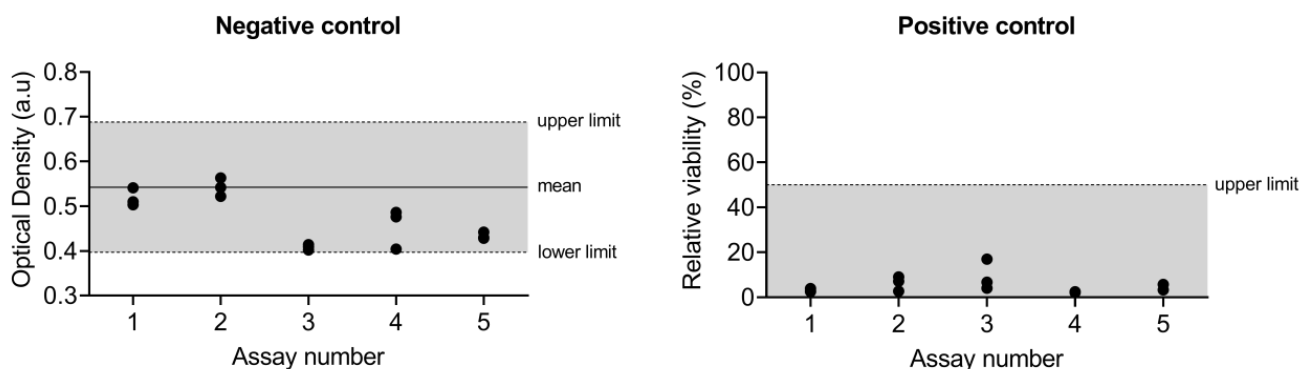 Negative control
Optical Density (a.u)
0.8
0.7
0.6
0.5
0.4
0.3
upper limit
mean
lower limit
1 2 3 4 5
Assay number
Positive control
Relative viability (%)
100
80
60
40
20
0
upper limit
1 2 3 4 5
Assay number